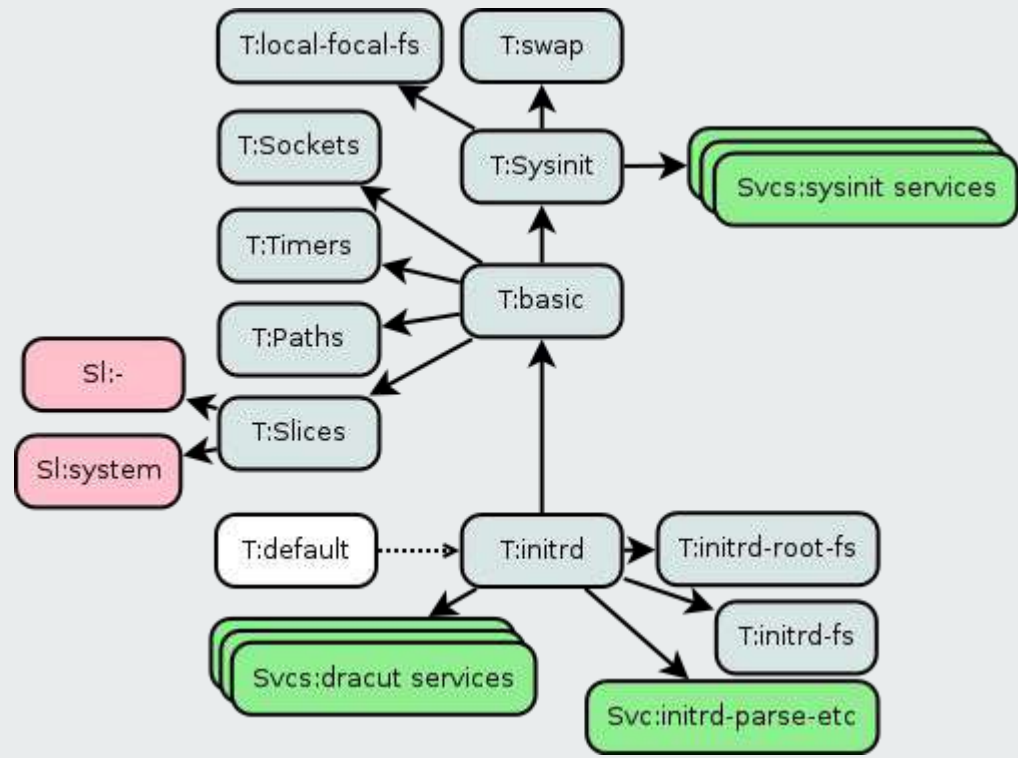 T:local-focal-fs
T:swap
T:Sockets
T:Sysinit
Svcs:sysinit services
T:Timers
T:basic
T:Paths
Sl:-
T:Slices
Sl:system
T:default
T:initrd
T:initrd-root-fs
T:initrd-fs
Svcs:dracut services
Svc:initrd-parse-etc